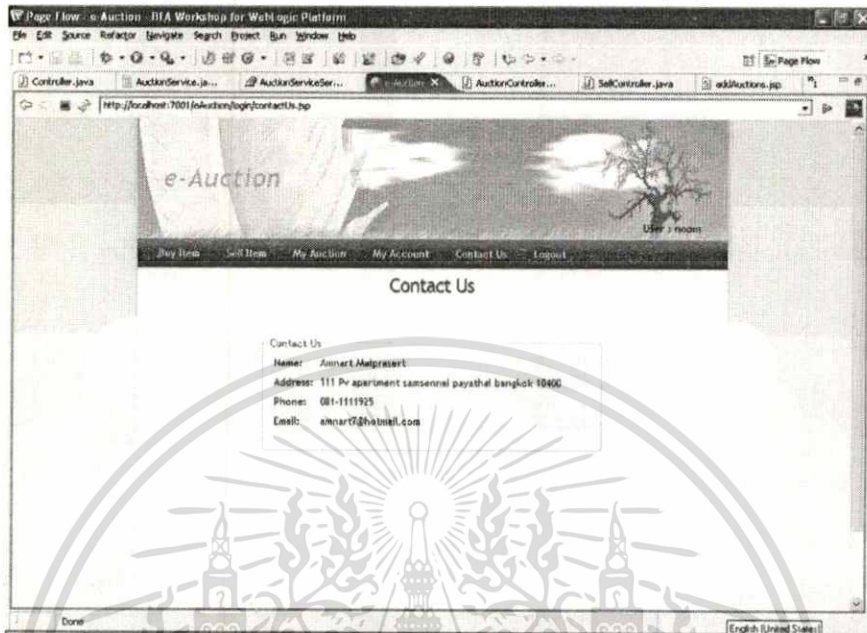 Page Flow - e-Auction - BEA Workshop for WebLogic Platform
File Edit Source Refactor Navigate Search Project Run Window Help
Page Flow
Controller.java AuctionService.ja... AuctionServiceSer... e-Auction AuctionController... SellController.java addAuctions.jsp
http://localhost:7001/eAuction/login/contactUs.jsp
e-Auction
User : noom
Buy Item Sell Item My Auction My Account Contact Us Logout
Contact Us
Contact Us
Name: Amnart Maiprasert
Address: 111 Pv apartment samsennai payathai bangkok 10400
Phone: 081-1111925
Email: amnart7@hotmail.com
Done
English (United States)